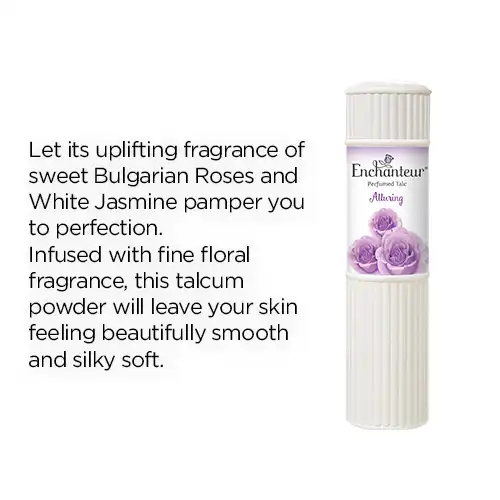 Let its uplifting fragrance of
sweet Bulgarian Roses and
White Jasmine pamper you
to perfection.
Infused with fine floral
fragrance, this talcum
powder will leave your skin
feeling beautifully smooth
and silky soft.
Enchanteur™
Perfumed Talc
Alluring